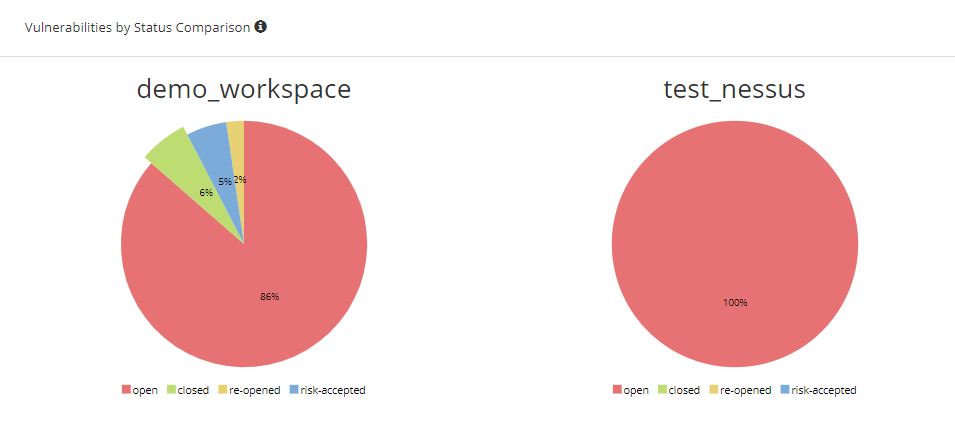 Vulnerabilities by Status Comparison
demo_workspace
test_nessus
5%
2%
6%
86%
100%
open closed re-opened risk-accepted
open closed re-opened risk-accepted